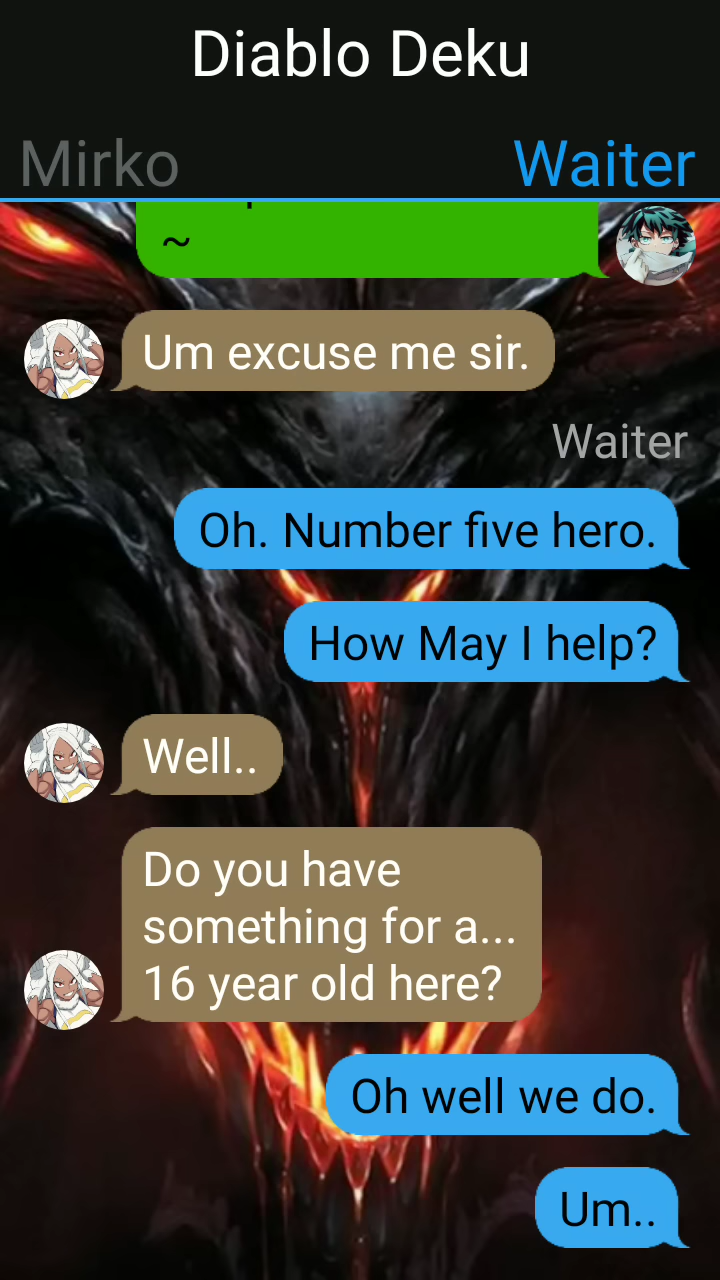 Diablo Deku
Mirko
Waiter
~
Um excuse me sir.
Waiter
Oh. Number five hero.
How May I help?
Well..
Do you have
something for a...
16 year old here?
Oh well we do.
Um..